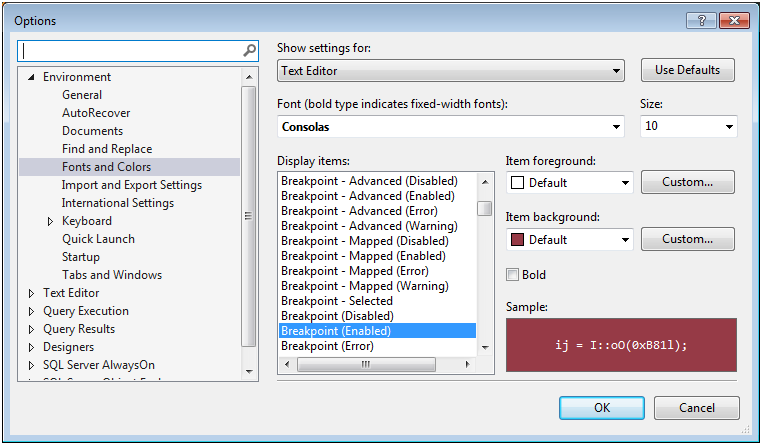 Options
Show settings for:
Text Editor
Use Defaults
Font (bold type indicates fixed-width fonts):
Size:
Consolas
10
Environment
General
AutoRecover
Documents
Find and Replace
Fonts and Colors
Import and Export Settings
International Settings
Keyboard
Quick Launch
Startup
Tabs and Windows
Text Editor
Query Execution
Query Results
Designers
SQL Server AlwaysOn
Display items:
Breakpoint - Advanced (Disabled)
Breakpoint - Advanced (Enabled)
Breakpoint - Advanced (Error)
Breakpoint - Advanced (Warning)
Breakpoint - Mapped (Disabled)
Breakpoint - Mapped (Enabled)
Breakpoint - Mapped (Error)
Breakpoint - Mapped (Warning)
Breakpoint - Selected
Breakpoint (Disabled)
Breakpoint (Enabled)
Breakpoint (Error)
Item foreground:
Default
Custom...
Item background:
Default
Custom...
Bold
Sample:
ij = I::oO(0xB81l);
OK
Cancel